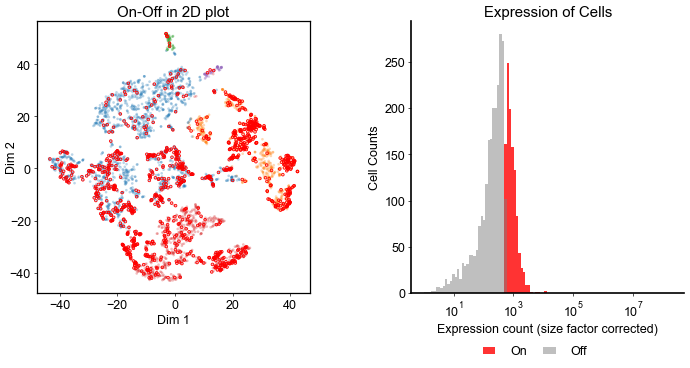 On-Off in 2D plot
Expression of Cells
Dim 2
40
20
0
−20
−40
−40 −20 0 20 40
Dim 1
Cell Counts
250
200
150
100
50
0
10^1 10^3 10^5 10^7
Expression count (size factor corrected)
On Off